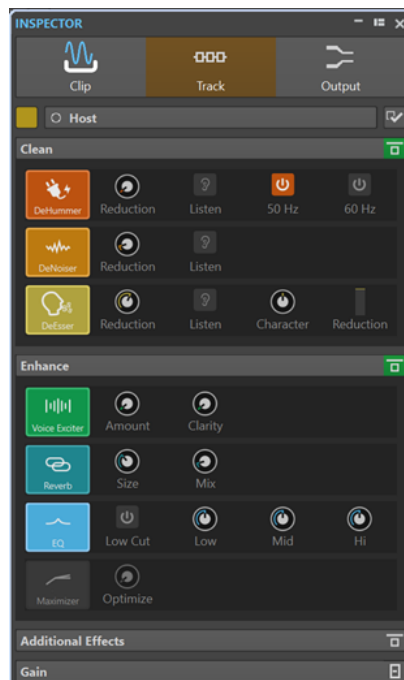 INSPECTOR
Clip Track Output
Host
Clean
DeHummer Reduction Listen 50 Hz 60 Hz
DeNoiser Reduction Listen
DeEsser Reduction Listen Character Reduction
Enhance
Voice Exciter Amount Clarity
Reverb Size Mix
EQ Low Cut Low Mid Hi
Maximizer Optimize
Additional Effects
Gain